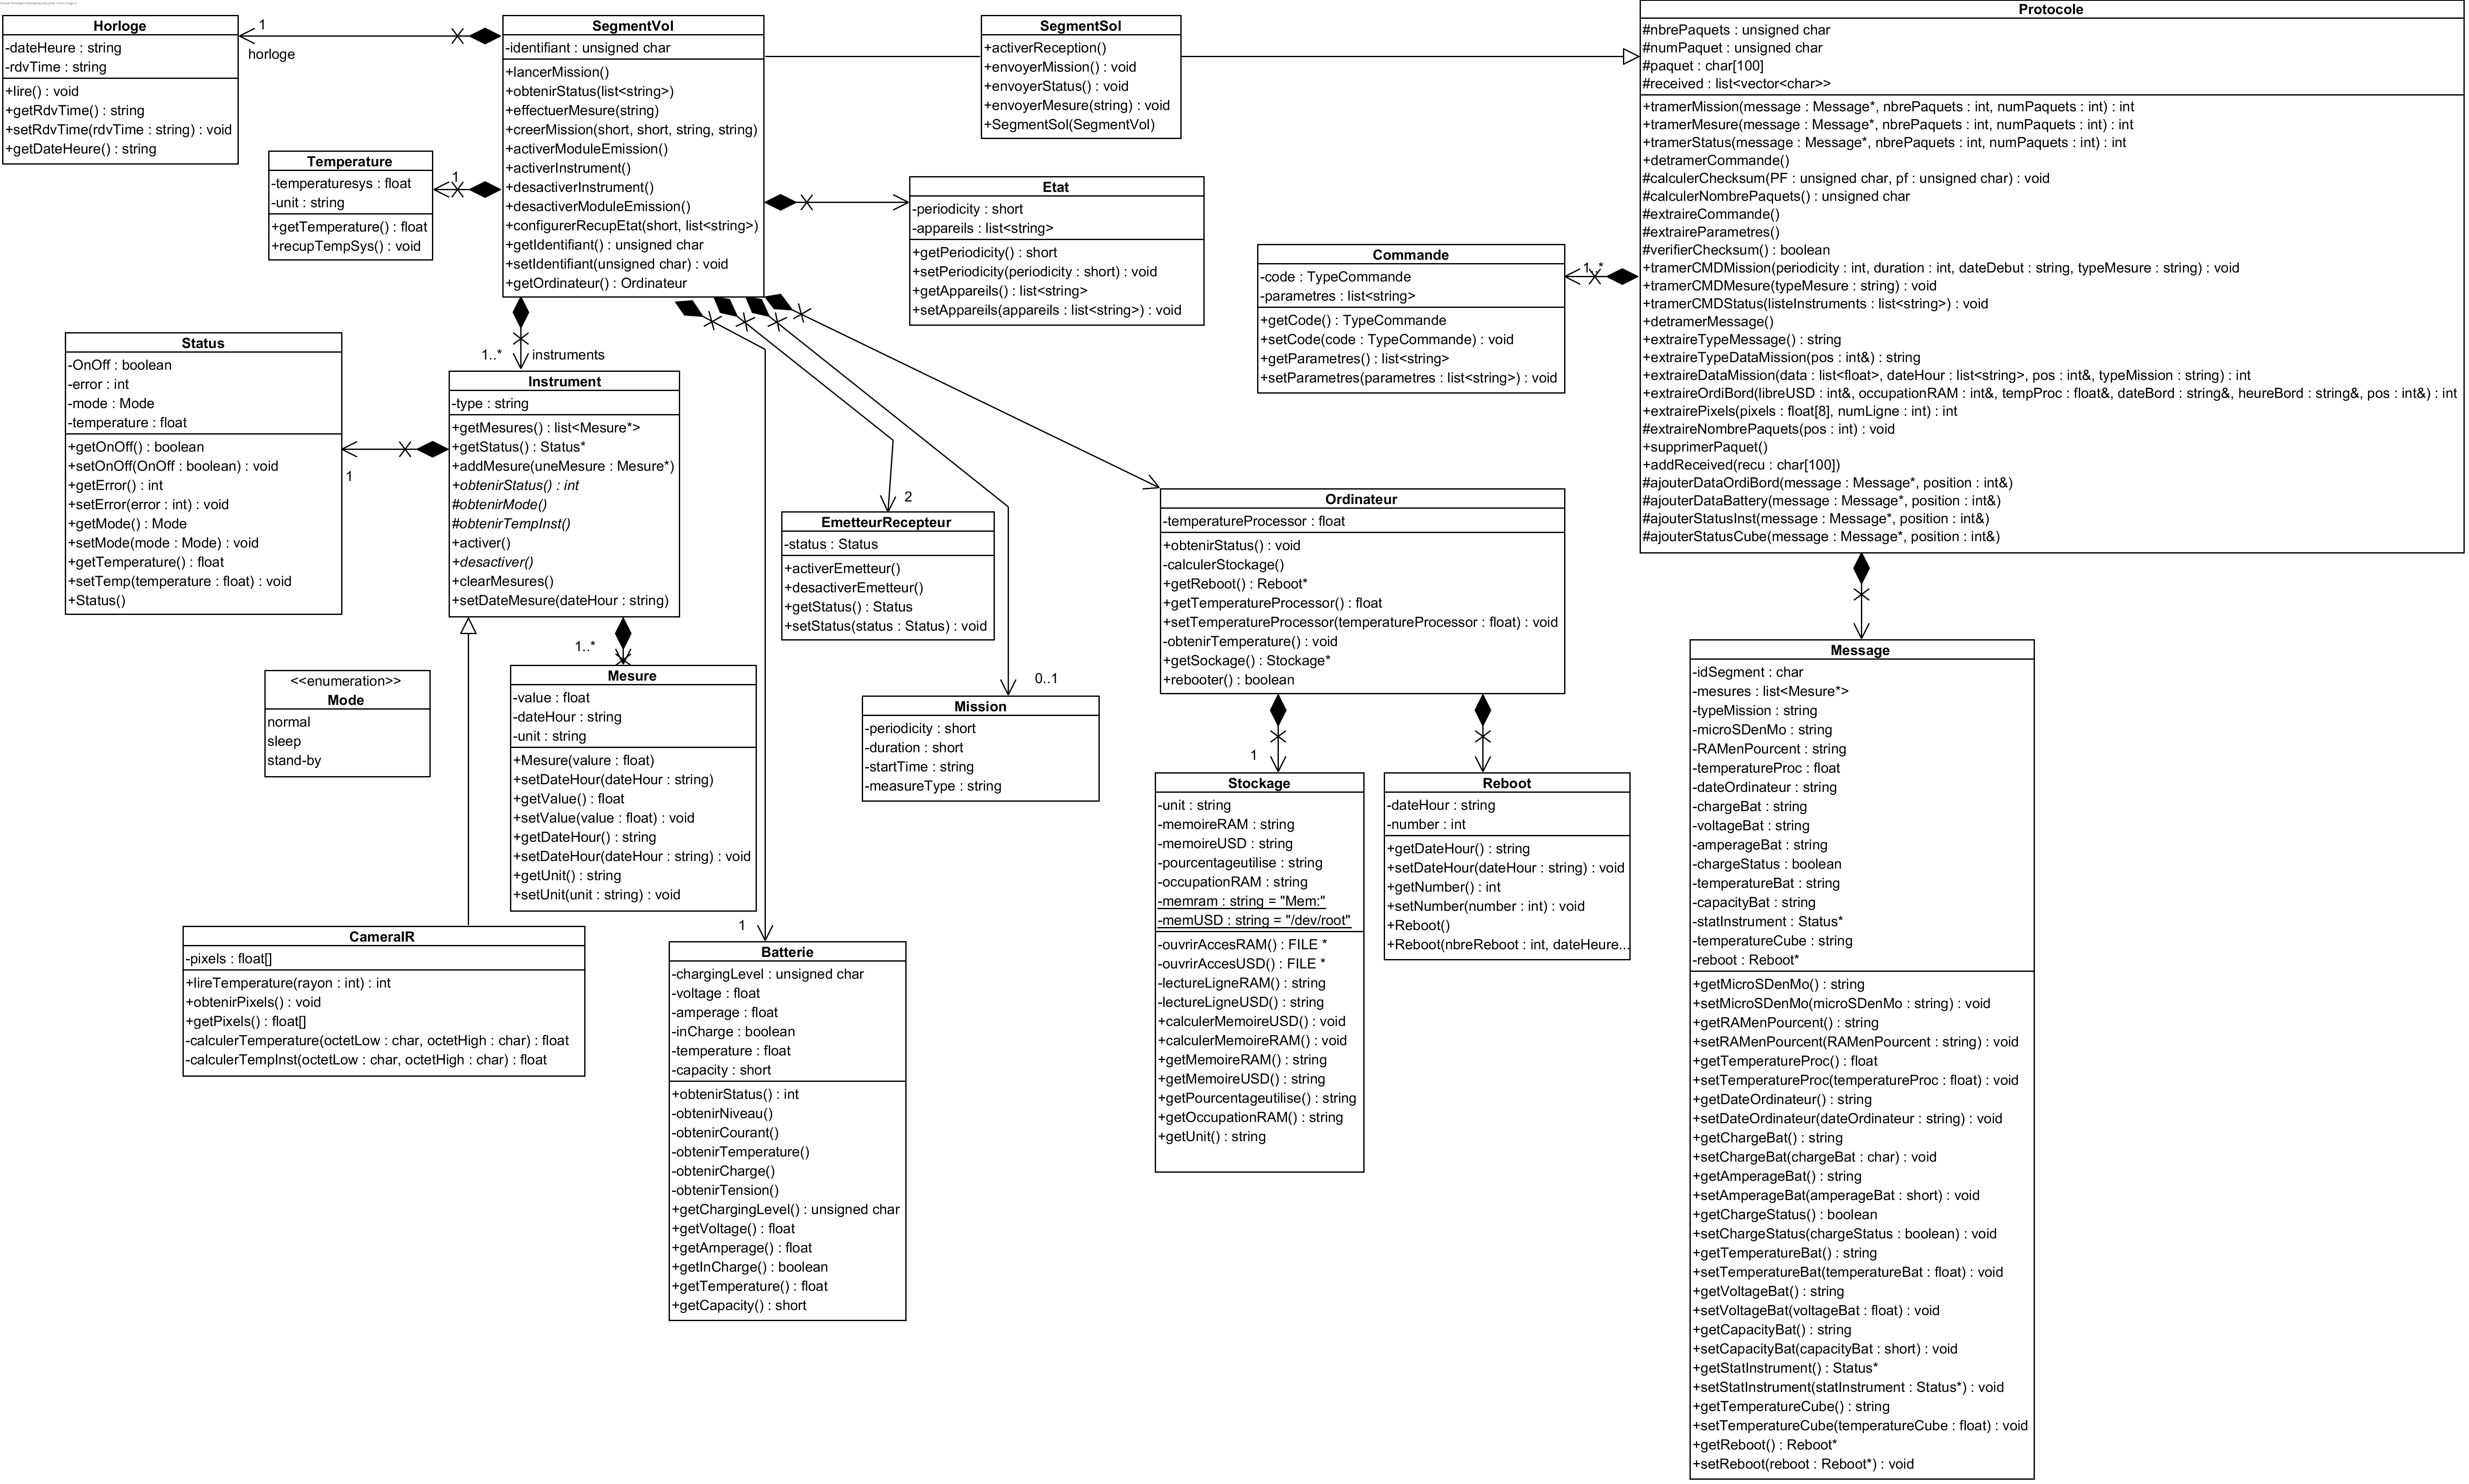 Horloge
-dateHeure : string
-rdvTime : string
+lire() : void
+getRdvTime() : string
+setRdvTime(rdvTime : string) : void
+getDateHeure() : string
1
horloge
SegmentVol
-identifiant : unsigned char
+lancerMission()
+obtenirStatus(list<string>)
+effectuerMesure(string)
+creerMission(short, short, string, string)
+activerModuleEmission()
+activerInstrument()
+desactiverInstrument()
+desactiverModuleEmission()
+configurerRecupEtat(short, list<string>)
+getIdentifiant() : unsigned char
+setIdentifiant(unsigned char) : void
+getOrdinateur() : Ordinateur
SegmentSol
+activerReception()
+envoyerMission() : void
+envoyerStatus() : void
+envoyerMesure(string) : void
+SegmentSol(SegmentVol)
Protocole
#nbrePaquets : unsigned char
#numPaquet : unsigned char
#paquet : char[100]
#received : list<vector<char>>
+tramerMission(message : Message*, nbrePaquets : int, numPaquets : int) : int
+tramerMesure(message : Message*, nbrePaquets : int, numPaquets : int) : int
+tramerStatus(message : Message*, nbrePaquets : int, numPaquets : int) : int
+detramerCommande()
#calculerChecksum(PF : unsigned char, pf : unsigned char) : void
#calculerNombrePaquets() : unsigned char
#extraireCommande()
#extraireParametres()
#verifierChecksum() : boolean
+tramerCMDMission(periodicity : int, duration : int, dateDebut : string, typeMesure : string) : void
+tramerCMDMesure(typeMesure : string) : void
+tramerCMDStatus(listeInstruments : list<string>) : void
+detramerMessage()
+extraireTypeMessage() : string
+extraireTypeDataMission(pos : int&) : string
+extraireDataMission(data : list<float>, dateHour : list<string>, pos : int&, typeMission : string) : int
+extraireOrdiBord(libreUSD : int&, occupationRAM : int&, tempProc : float&, dateBord : string&, heureBord : string&, pos : int&) : int
+extrairePixels(pixels : float[8], numLigne : int) : int
#extraireNombrePaquets(pos : int) : void
+supprimerPaquet()
+addReceived(recu : char[100])
#ajouterDataOrdiBord(message : Message*, position : int&)
#ajouterDataBattery(message : Message*, position : int&)
#ajouterStatusInst(message : Message*, position : int&)
#ajouterStatusCube(message : Message*, position : int&)
Temperature
-temperaturesys : float
-unit : string
+getTemperature() : float
+recupTempSys() : void
1
Etat
-periodicity : short
-appareils : list<string>
+getPeriodicity() : short
+setPeriodicity(periodicity : short) : void
+getAppareils() : list<string>
+setAppareils(appareils : list<string>) : void
Commande
-code : TypeCommande
-parametres : list<string>
+getCode() : TypeCommande
+setCode(code : TypeCommande) : void
+getParametres() : list<string>
+setParametres(parametres : list<string>) : void
1..*
Status
-OnOff : boolean
-error : int
-mode : Mode
-temperature : float
+getOnOff() : boolean
+setOnOff(OnOff : boolean) : void
+getError() : int
+setError(error : int) : void
+getMode() : Mode
+setMode(mode : Mode) : void
+getTemperature() : float
+setTemp(temperature : float) : void
+Status()
1
1..*
instruments
Instrument
-type : string
+getMesures() : list<Mesure*>
+getStatus() : Status*
+addMesure(uneMesure : Mesure*)
+obtenirStatus() : int
#obtenirMode()
#obtenirTempInst()
+activer()
+desactiver()
+clearMesures()
+setDateMesure(dateHour : string)
2
EmetteurRecepteur
-status : Status
+activerEmetteur()
+desactiverEmetteur()
+getStatus() : Status
+setStatus(status : Status) : void
Ordinateur
-temperatureProcessor : float
+obtenirStatus() : void
-calculerStockage()
+getReboot() : Reboot*
+getTemperatureProcessor() : float
+setTemperatureProcessor(temperatureProcessor : float) : void
-obtenirTemperature() : void
+getSockage() : Stockage*
+rebooter() : boolean
<<enumeration>>
Mode
normal
sleep
stand-by
1..*
Mesure
-value : float
-dateHour : string
-unit : string
+Mesure(valure : float)
+setDateHour(dateHour : string)
+getValue() : float
+setValue(value : float) : void
+getDateHour() : string
+setDateHour(dateHour : string) : void
+getUnit() : string
+setUnit(unit : string) : void
0..1
Mission
-periodicity : short
-duration : short
-startTime : string
-measureType : string
1
Stockage
-unit : string
-memoireRAM : string
-memoireUSD : string
-pourcentageutilise : string
-occupationRAM : string
-memram : string = "Mem:"
-memUSD : string = "/dev/root"
-ouvrirAccesRAM() : FILE *
-ouvrirAccesUSD() : FILE *
-lectureLigneRAM() : string
-lectureLigneUSD() : string
+calculerMemoireUSD() : void
+calculerMemoireRAM() : void
+getMemoireRAM() : string
+getMemoireUSD() : string
+getPourcentageutilise() : string
+getOccupationRAM() : string
+getUnit() : string
Reboot
-dateHour : string
-number : int
+getDateHour() : string
+setDateHour(dateHour : string) : void
+getNumber() : int
+setNumber(number : int) : void
+Reboot()
+Reboot(nbreReboot : int, dateHeure...
Message
-idSegment : char
-mesures : list<Mesure*>
-typeMission : string
-microSDenMo : string
-RAMenPourcent : string
-temperatureProc : float
-dateOrdinateur : string
-chargeBat : string
-voltageBat : string
-amperageBat : string
-chargeStatus : boolean
-temperatureBat : string
-capacityBat : string
-statInstrument : Status*
-temperatureCube : string
-reboot : Reboot*
+getMicroSDenMo() : string
+setMicroSDenMo(microSDenMo : string) : void
+getRAMenPourcent() : string
+setRAMenPourcent(RAMenPourcent : string) : void
+getTemperatureProc() : float
+setTemperatureProc(temperatureProc : float) : void
+getDateOrdinateur() : string
+setDateOrdinateur(dateOrdinateur : string) : void
+getChargeBat() : string
+setChargeBat(chargeBat : char) : void
+getAmperageBat() : string
+setAmperageBat(amperageBat : short) : void
+getChargeStatus() : boolean
+setChargeStatus(chargeStatus : boolean) : void
+getTemperatureBat() : string
+setTemperatureBat(temperatureBat : float) : void
+getVoltageBat() : string
+setVoltageBat(voltageBat : float) : void
+getCapacityBat() : string
+setCapacityBat(capacityBat : short) : void
+getStatInstrument() : Status*
+setStatInstrument(statInstrument : Status*) : void
+getTemperatureCube() : string
+setTemperatureCube(temperatureCube : float) : void
+getReboot() : Reboot*
+setReboot(reboot : Reboot*) : void
CameraIR
-pixels : float[]
+lireTemperature(rayon : int) : int
+obtenirPixels() : void
+getPixels() : float[]
-calculerTemperature(octetLow : char, octetHigh : char) : float
-calculerTempInst(octetLow : char, octetHigh : char) : float
1
Batterie
-chargingLevel : unsigned char
-voltage : float
-amperage : float
-inCharge : boolean
-temperature : float
-capacity : short
+obtenirStatus() : int
-obtenirNiveau()
-obtenirCourant()
-obtenirTemperature()
-obtenirCharge()
-obtenirTension()
+getChargingLevel() : unsigned char
+getVoltage() : float
+getAmperage() : float
+getInCharge() : boolean
+getTemperature() : float
+getCapacity() : short